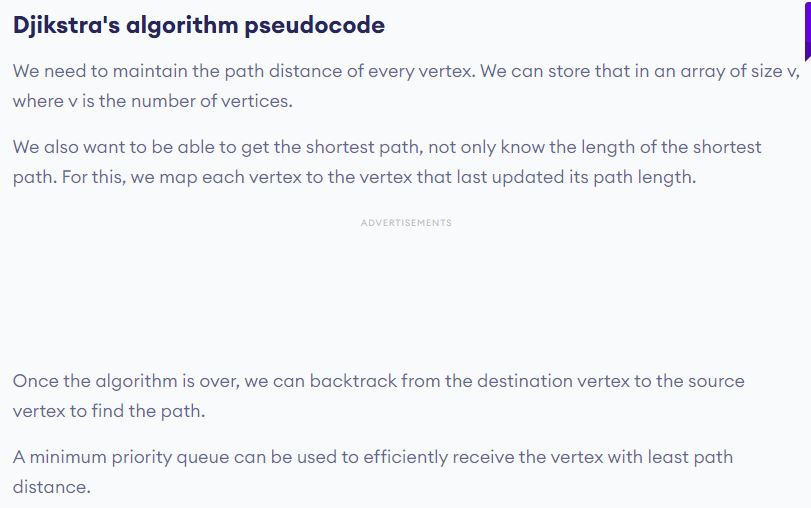 Djikstra's algorithm pseudocode
We need to maintain the path distance of every vertex. We can store that in an array of size v,
where v is the number of vertices.
We also want to be able to get the shortest path, not only know the length of the shortest
path. For this, we map each vertex to the vertex that last updated its path length.
ADVERTISEMENTS
Once the algorithm is over, we can backtrack from the destination vertex to the source
vertex to find the path.
A minimum priority queue can be used to efficiently receive the vertex with least path
distance.